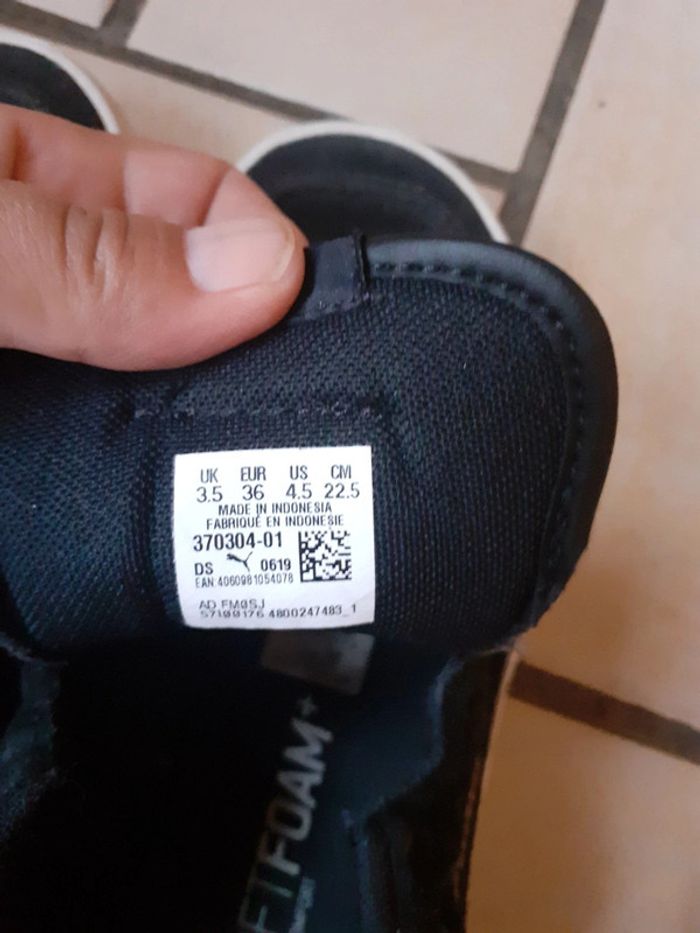 UK EUR US CM
3.5 36 4.5 22.5
MADE IN INDONESIA
FABRIQUÉ EN INDONESIE
370304-01
DS 0619
EAN 4060981054078
AD FM0SJ
57100176 4800247483_1
FTFOAM+